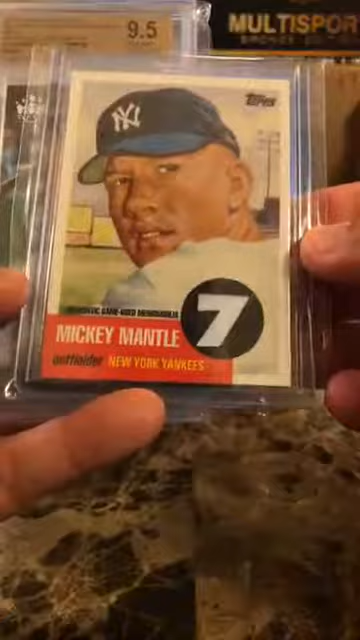 9.5
MULTISPOR
Topps
NY
AUTHENTIC GAME-USED MEMORABILIA
7
MICKEY MANTLE
outfielder NEW YORK YANKEES